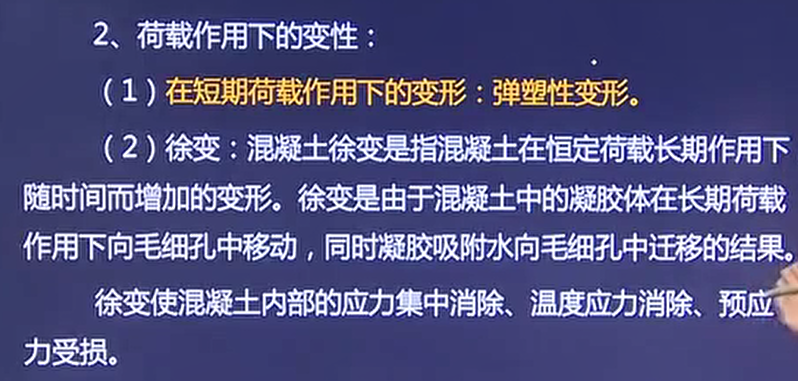 2、荷载作用下的变性：
（1）在短期荷载作用下的变形：弹塑性变形。
（2）徐变：混凝土徐变是指混凝土在恒定荷载长期作用下
随时间而增加的变形。徐变是由于混凝土中的凝胶体在长期荷载
作用下向毛细孔中移动，同时凝胶吸附水向毛细孔中迁移的结果。
徐变使混凝土内部的应力集中消除、温度应力消除、预应
力受损。